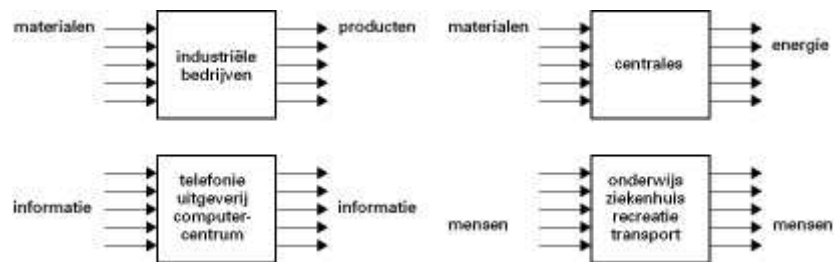 materialen
industriële
bedrijven
producten
materialen
centrales
energie
informatie
telefonie
uitgeverij
computer-
centrum
informatie
mensen
onderwijs
ziekenhuis
recreatie
transport
mensen